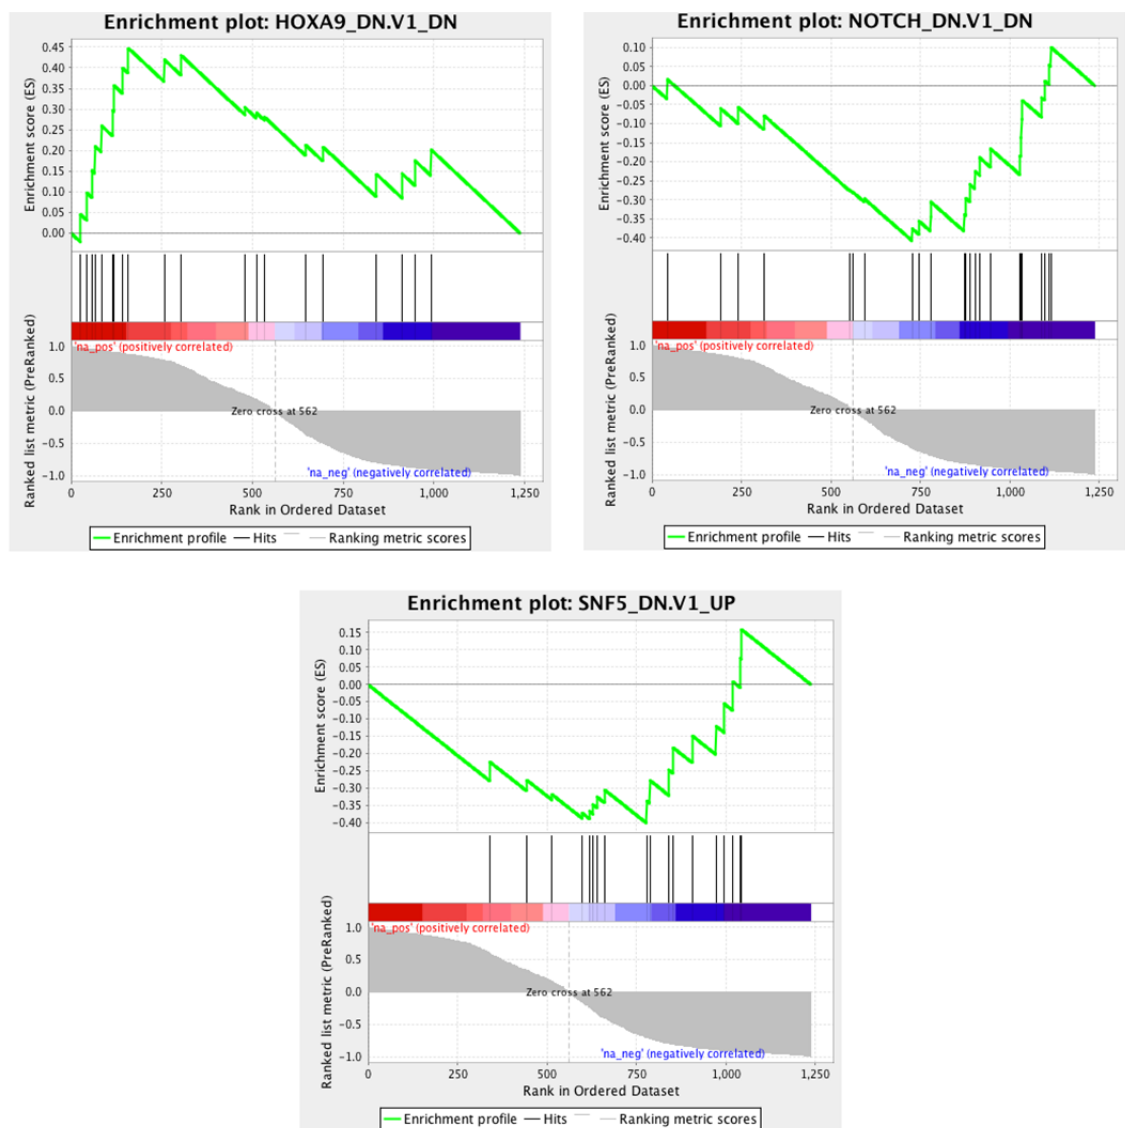 Enrichment plot: HOXA9_DN.V1_DN
Enrichment score (ES)
0.45
0.40
0.35
0.30
0.25
0.20
0.15
0.10
0.05
0.00
'na_pos' (positively correlated)
Ranked list metric (PreRanked)
1.0
0.5
0.0
-0.5
-1.0
Zero cross at 562
'na_neg' (negatively correlated)
0 250 500 750 1,000 1,250
Rank in Ordered Dataset
Enrichment profile Hits Ranking metric scores
Enrichment plot: NOTCH_DN.V1_DN
Enrichment score (ES)
0.10
0.05
0.00
-0.05
-0.10
-0.15
-0.20
-0.25
-0.30
-0.35
-0.40
'na_pos' (positively correlated)
Ranked list metric (PreRanked)
1.0
0.5
0.0
-0.5
-1.0
Zero cross at 562
'na_neg' (negatively correlated)
0 250 500 750 1,000 1,250
Rank in Ordered Dataset
Enrichment profile Hits Ranking metric scores
Enrichment plot: SNF5_DN.V1_UP
Enrichment score (ES)
0.15
0.10
0.05
0.00
-0.05
-0.10
-0.15
-0.20
-0.25
-0.30
-0.35
-0.40
'na_pos' (positively correlated)
Ranked list metric (PreRanked)
1.0
0.5
0.0
-0.5
-1.0
Zero cross at 562
'na_neg' (negatively correlated)
0 250 500 750 1,000 1,250
Rank in Ordered Dataset
Enrichment profile Hits Ranking metric scores